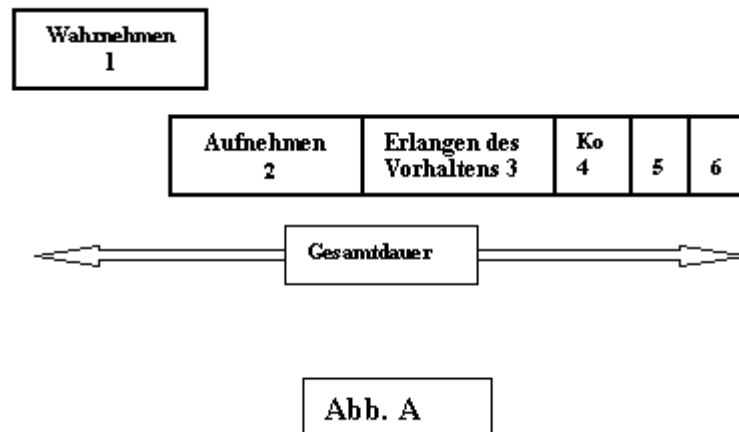 Wahrnehmen
1
Aufnehmen
2
Erlangen des
Vorhaltens 3
Ko
4
5
6
Gesamtdauer
Abb. A